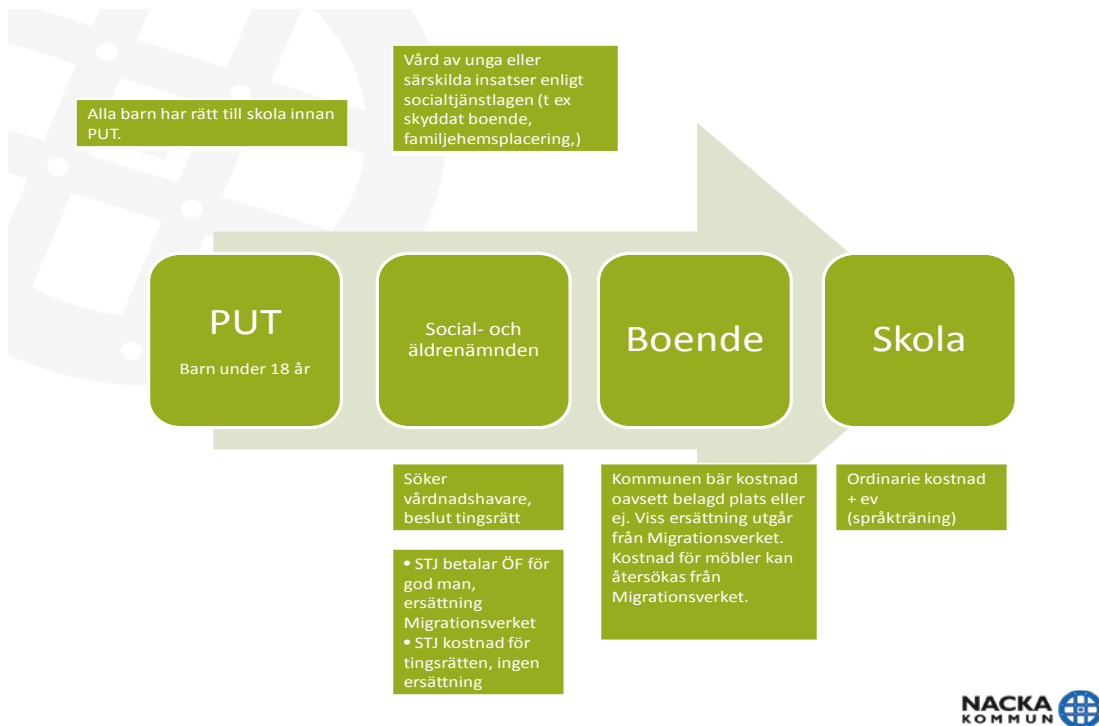 Alla barn har rätt till skola innan
PUT.
Vård av unga eller
särskilda insatser enligt
socialtjänstlagen (t ex
skyddat boende,
familjehemsplacering,)
PUT
Barn under 18 år
Social- och
äldrenämnden
Boende
Skola
Söker
vårdnadshavare,
beslut tingsrätt
• STJ betalar ÖF för
god man,
ersättning
Migrationsverket
• STJ kostnad för
tingsrätten, ingen
ersättning
Kommunen bär kostnad
oavsett belagd plats eller
ej. Viss ersättning utgår
från Migrationsverket.
Kostnad för möbler kan
återsökas från
Migrationsverket.
Ordinarie kostnad
+ ev
(språkträning)
NACKA
KOMMUN